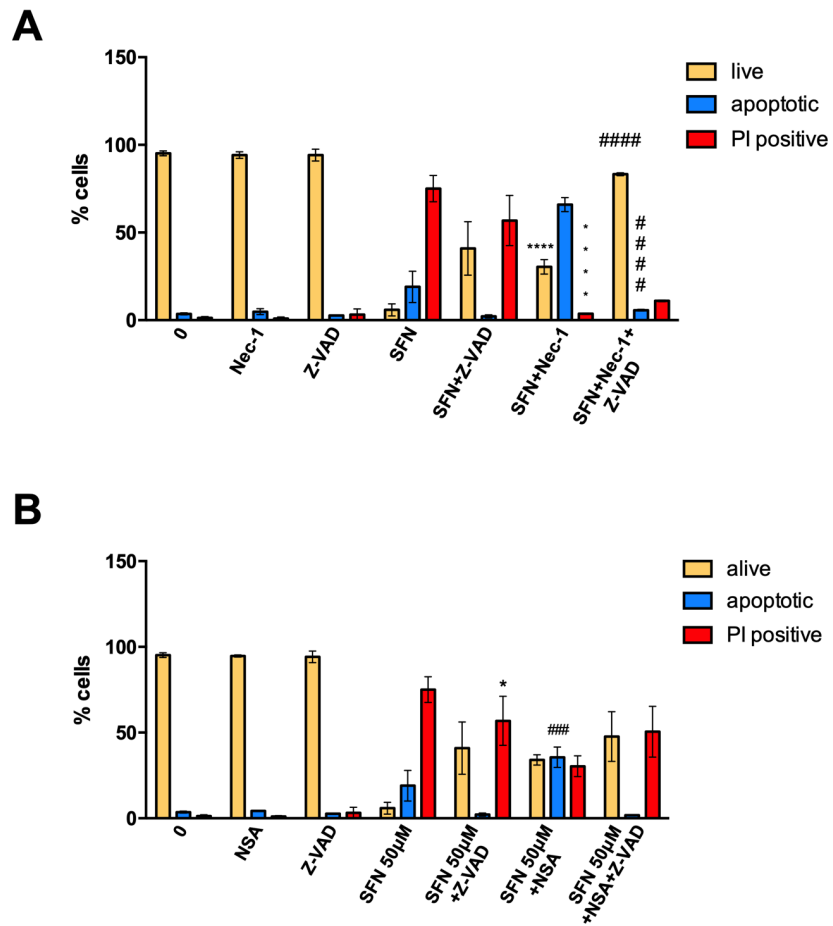 A
150
100
50
0
% cells
live
apoptotic
PI positive
####
****
*
*
*
*
#
#
#
#
0
Nec-1
Z-VAD
SFN
SFN+Z-VAD
SFN+Nec-1
SFN+Nec-1+
Z-VAD
B
150
100
50
0
% cells
alive
apoptotic
PI positive
*
###
0
NSA
Z-VAD
SFN 50µM
SFN 50µM
+Z-VAD
SFN 50µM
+NSA
SFN 50µM
+NSA+Z-VAD